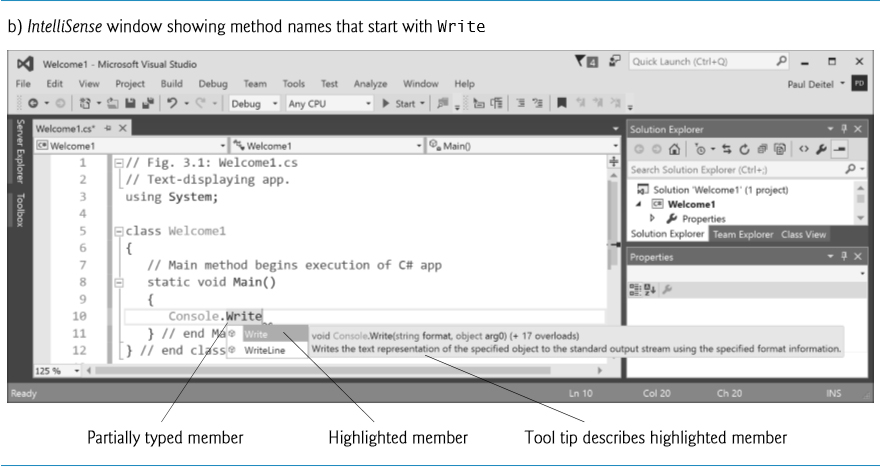 b) IntelliSense window showing method names that start with Write
Welcome1 - Microsoft Visual Studio
4
Quick Launch (Ctrl+Q)
File Edit View Project Build Debug Team Tools Test Analyze Window Help
Paul Deitel PD
Debug Any CPU Start
Server Explorer
Toolbox
Welcome1.cs*
C# Welcome1 Welcome1 Main()
1 // Fig. 3.1: Welcome1.cs
2 // Text-displaying app.
3 using System;
4
5 class Welcome1
6 {
7 // Main method begins execution of C# app
8 static void Main()
9 {
10 Console.Write
11 } // end Ma
12 } // end class
Write
WriteLine
void Console.Write(string format, object arg0) (+ 17 overloads)
Writes the text representation of the specified object to the standard output stream using the specified format information.
125 %
Solution Explorer
Search Solution Explorer (Ctrl+;)
Solution 'Welcome1' (1 project)
C# Welcome1
Properties
Solution Explorer Team Explorer Class View
Properties
Ready Ln 10 Col 20 Ch 20 INS
Partially typed member Highlighted member Tool tip describes highlighted member